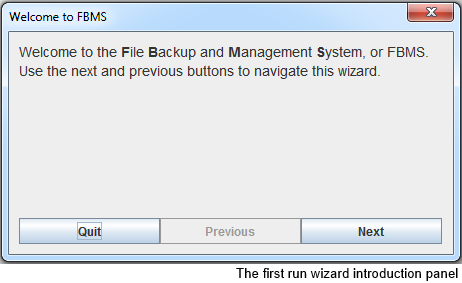 Welcome to FBMS
Welcome to the File Backup and Management System, or FBMS.
Use the next and previous buttons to navigate this wizard.
Quit Previous Next
The first run wizard introduction panel